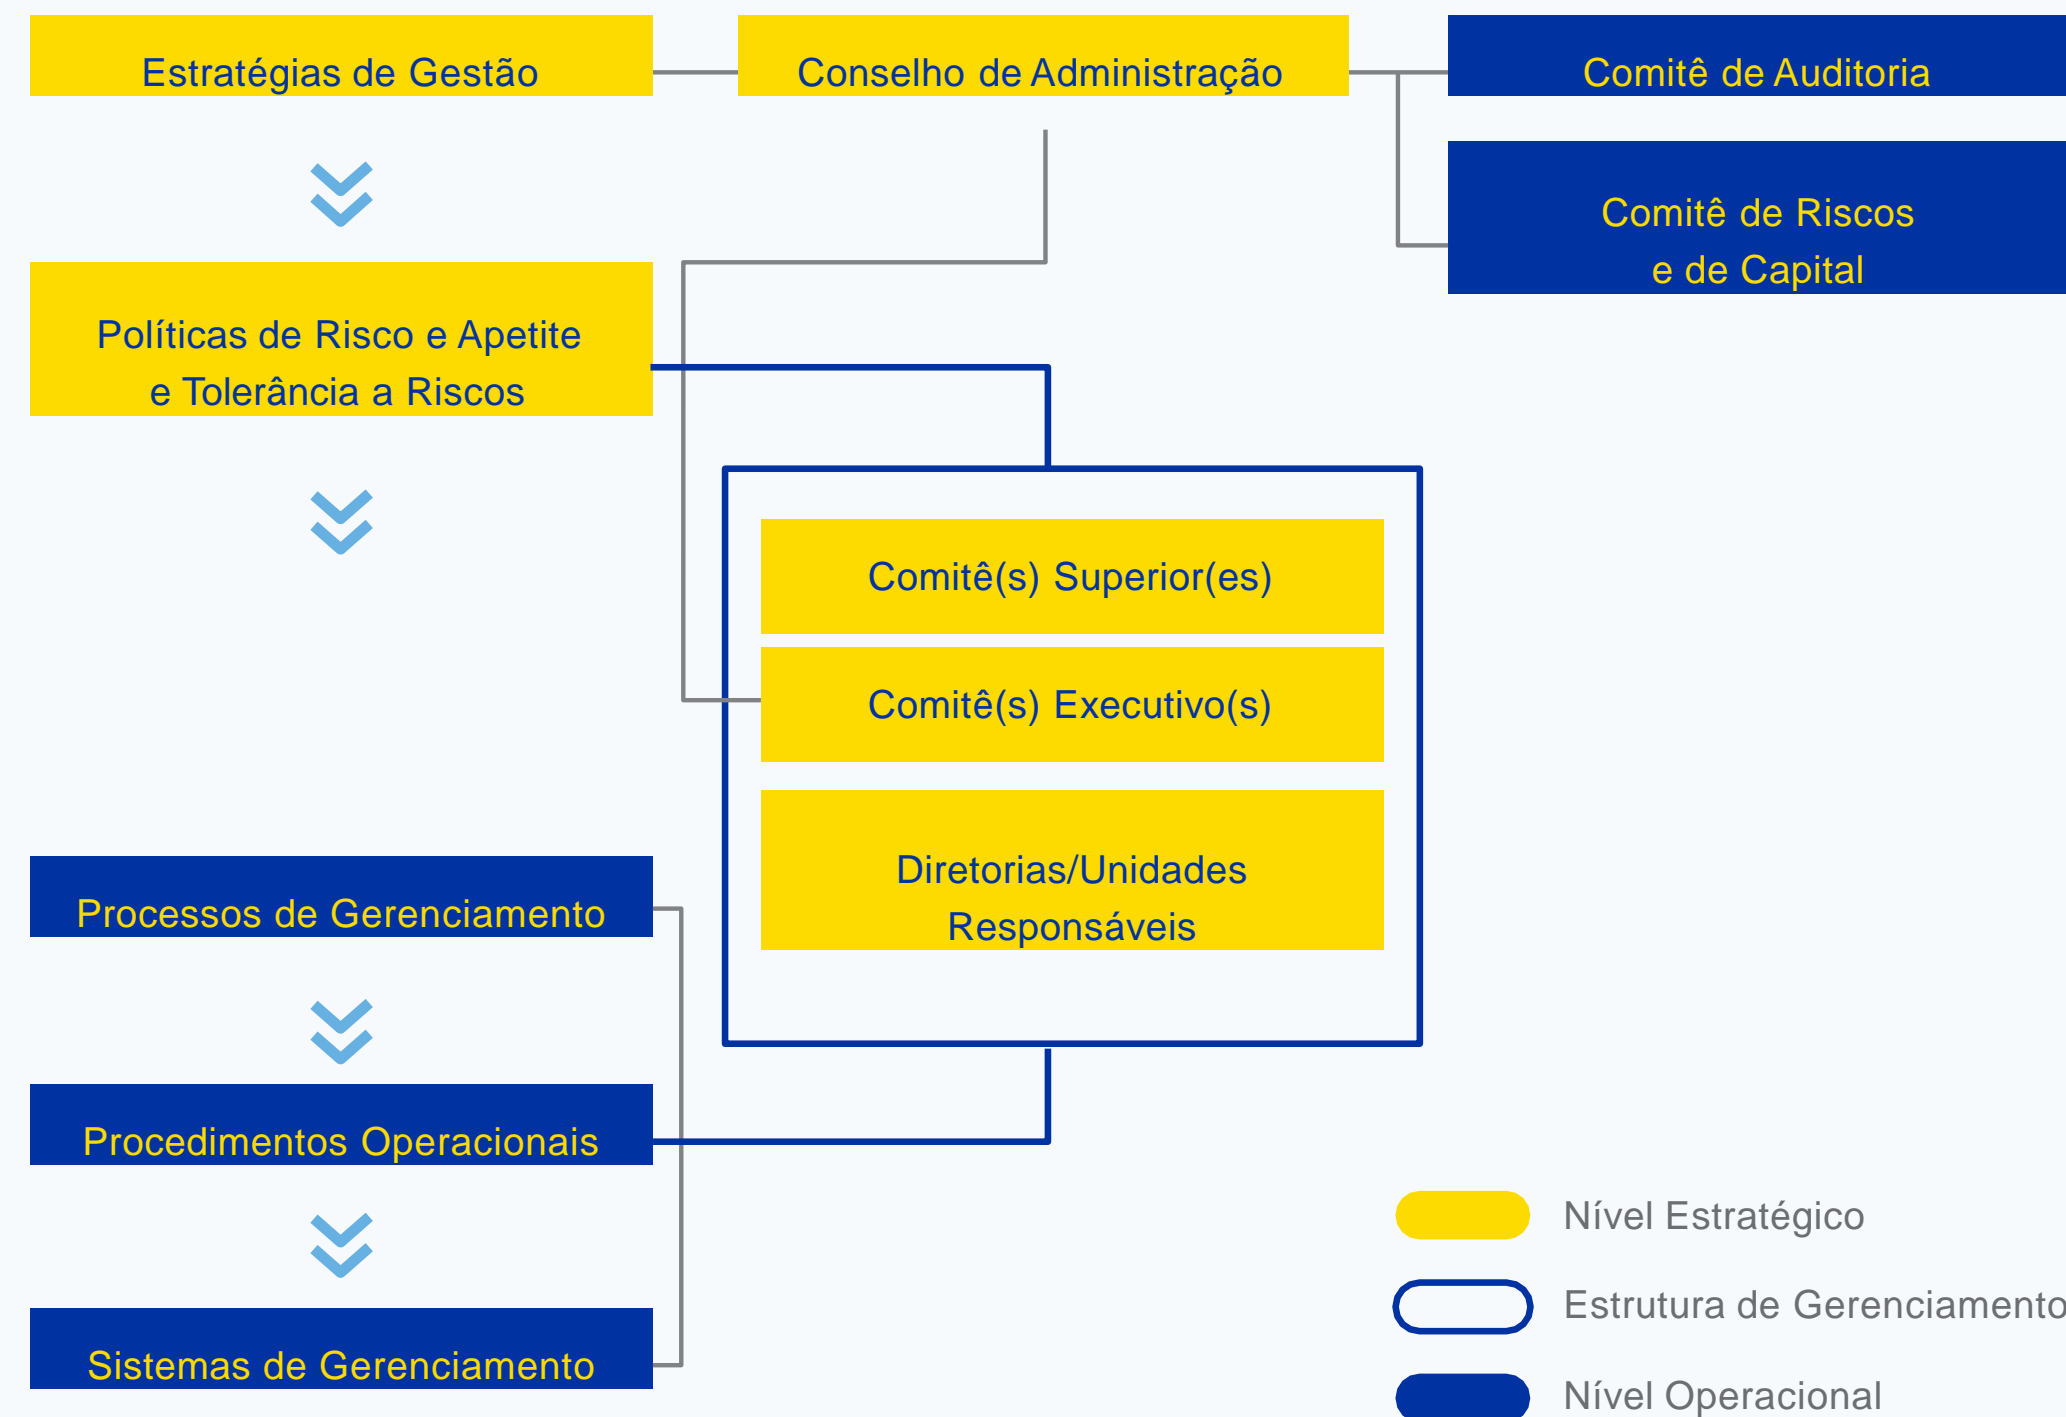 Estratégias de Gestão
Conselho de Administração
Comitê de Auditoria
Comitê de Riscos
e de Capital
Políticas de Risco e Apetite
e Tolerância a Riscos
Comitê(s) Superior(es)
Comitê(s) Executivo(s)
Diretorias/Unidades
Responsáveis
Processos de Gerenciamento
Procedimentos Operacionais
Sistemas de Gerenciamento
Nível Estratégico
Estrutura de Gerenciamento
Nível Operacional